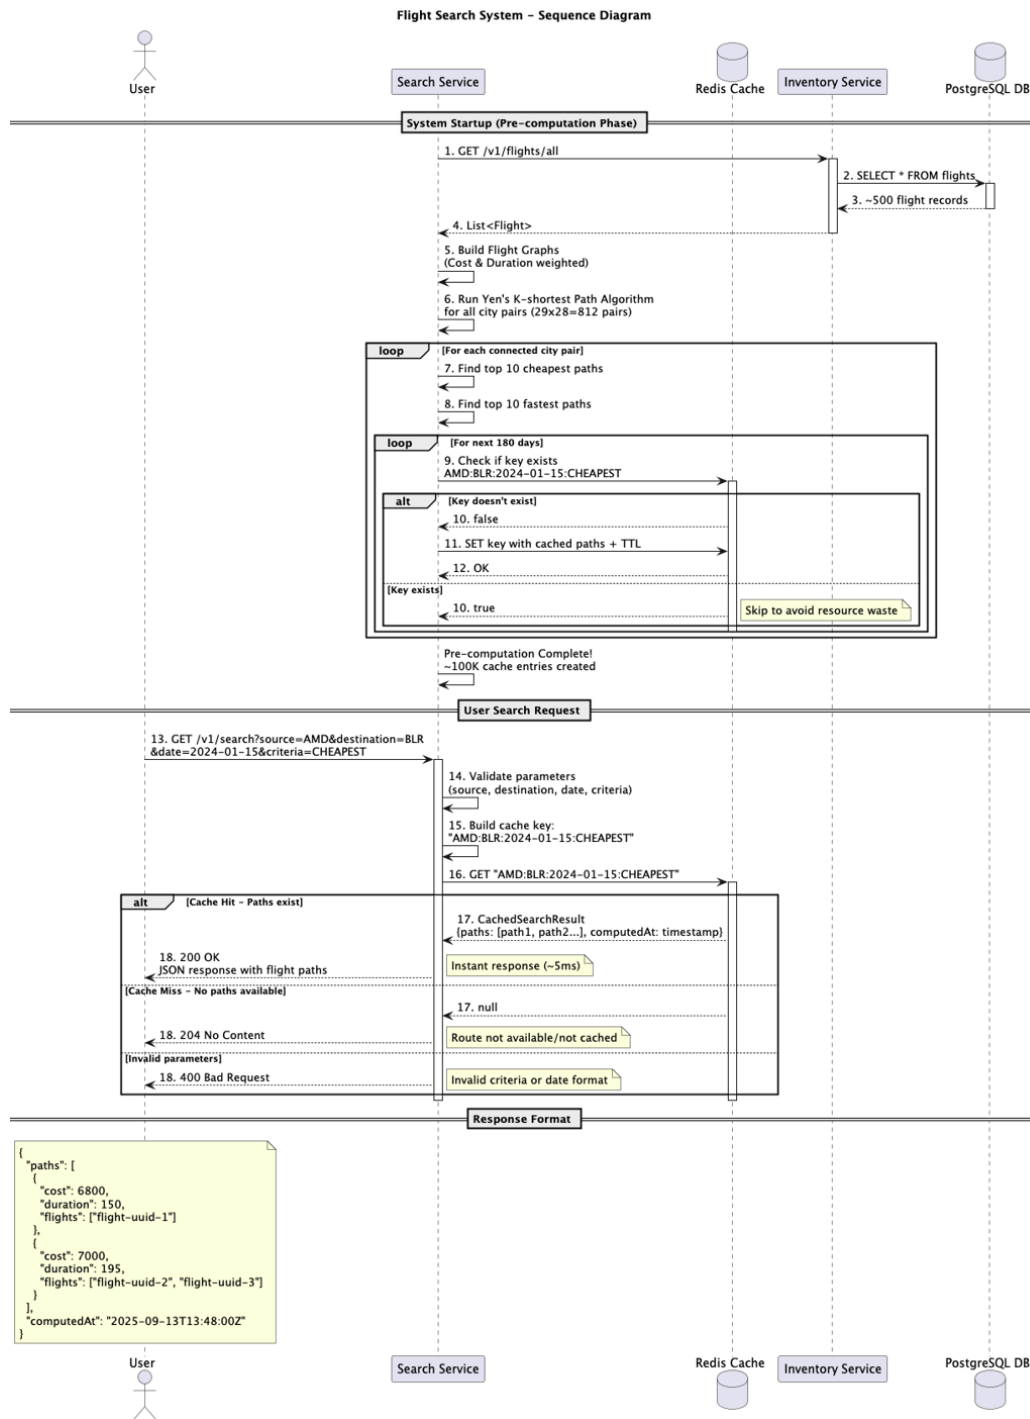 Flight Search System - Sequence Diagram
User
Search Service
Redis Cache
Inventory Service
PostgreSQL DB
System Startup (Pre-computation Phase)
1. GET /v1/flights/all
2. SELECT * FROM flights
3. ~500 flight records
4. List<Flight>
5. Build Flight Graphs
(Cost & Duration weighted)
6. Run Yen's K-shortest Path Algorithm
for all city pairs (29x28=812 pairs)
loop
[For each connected city pair]
7. Find top 10 cheapest paths
8. Find top 10 fastest paths
loop
[For next 180 days]
9. Check if key exists
AMD:BLR:2024-01-15:CHEAPEST
alt
[Key doesn't exist]
10. false
11. SET key with cached paths + TTL
12. OK
[Key exists]
10. true
Skip to avoid resource waste
Pre-computation Complete!
~100K cache entries created
User Search Request
13. GET /v1/search?source=AMD&destination=BLR
&date=2024-01-15&criteria=CHEAPEST
14. Validate parameters
(source, destination, date, criteria)
15. Build cache key:
"AMD:BLR:2024-01-15:CHEAPEST"
16. GET "AMD:BLR:2024-01-15:CHEAPEST"
alt
[Cache Hit - Paths exist]
17. CachedSearchResult
{paths: [path1, path2...], computedAt: timestamp}
18. 200 OK
JSON response with flight paths
Instant response (~5ms)
[Cache Miss - No paths available]
17. null
18. 204 No Content
Route not available/not cached
[Invalid parameters]
18. 400 Bad Request
Invalid criteria or date format
Response Format
{
"paths": [
{
"cost": 6800,
"duration": 150,
"flights": ["flight-uuid-1"]
},
{
"cost": 7000,
"duration": 195,
"flights": ["flight-uuid-2", "flight-uuid-3"]
}
],
"computedAt": "2025-09-13T13:48:00Z"
}
User
Search Service
Redis Cache
Inventory Service
PostgreSQL DB